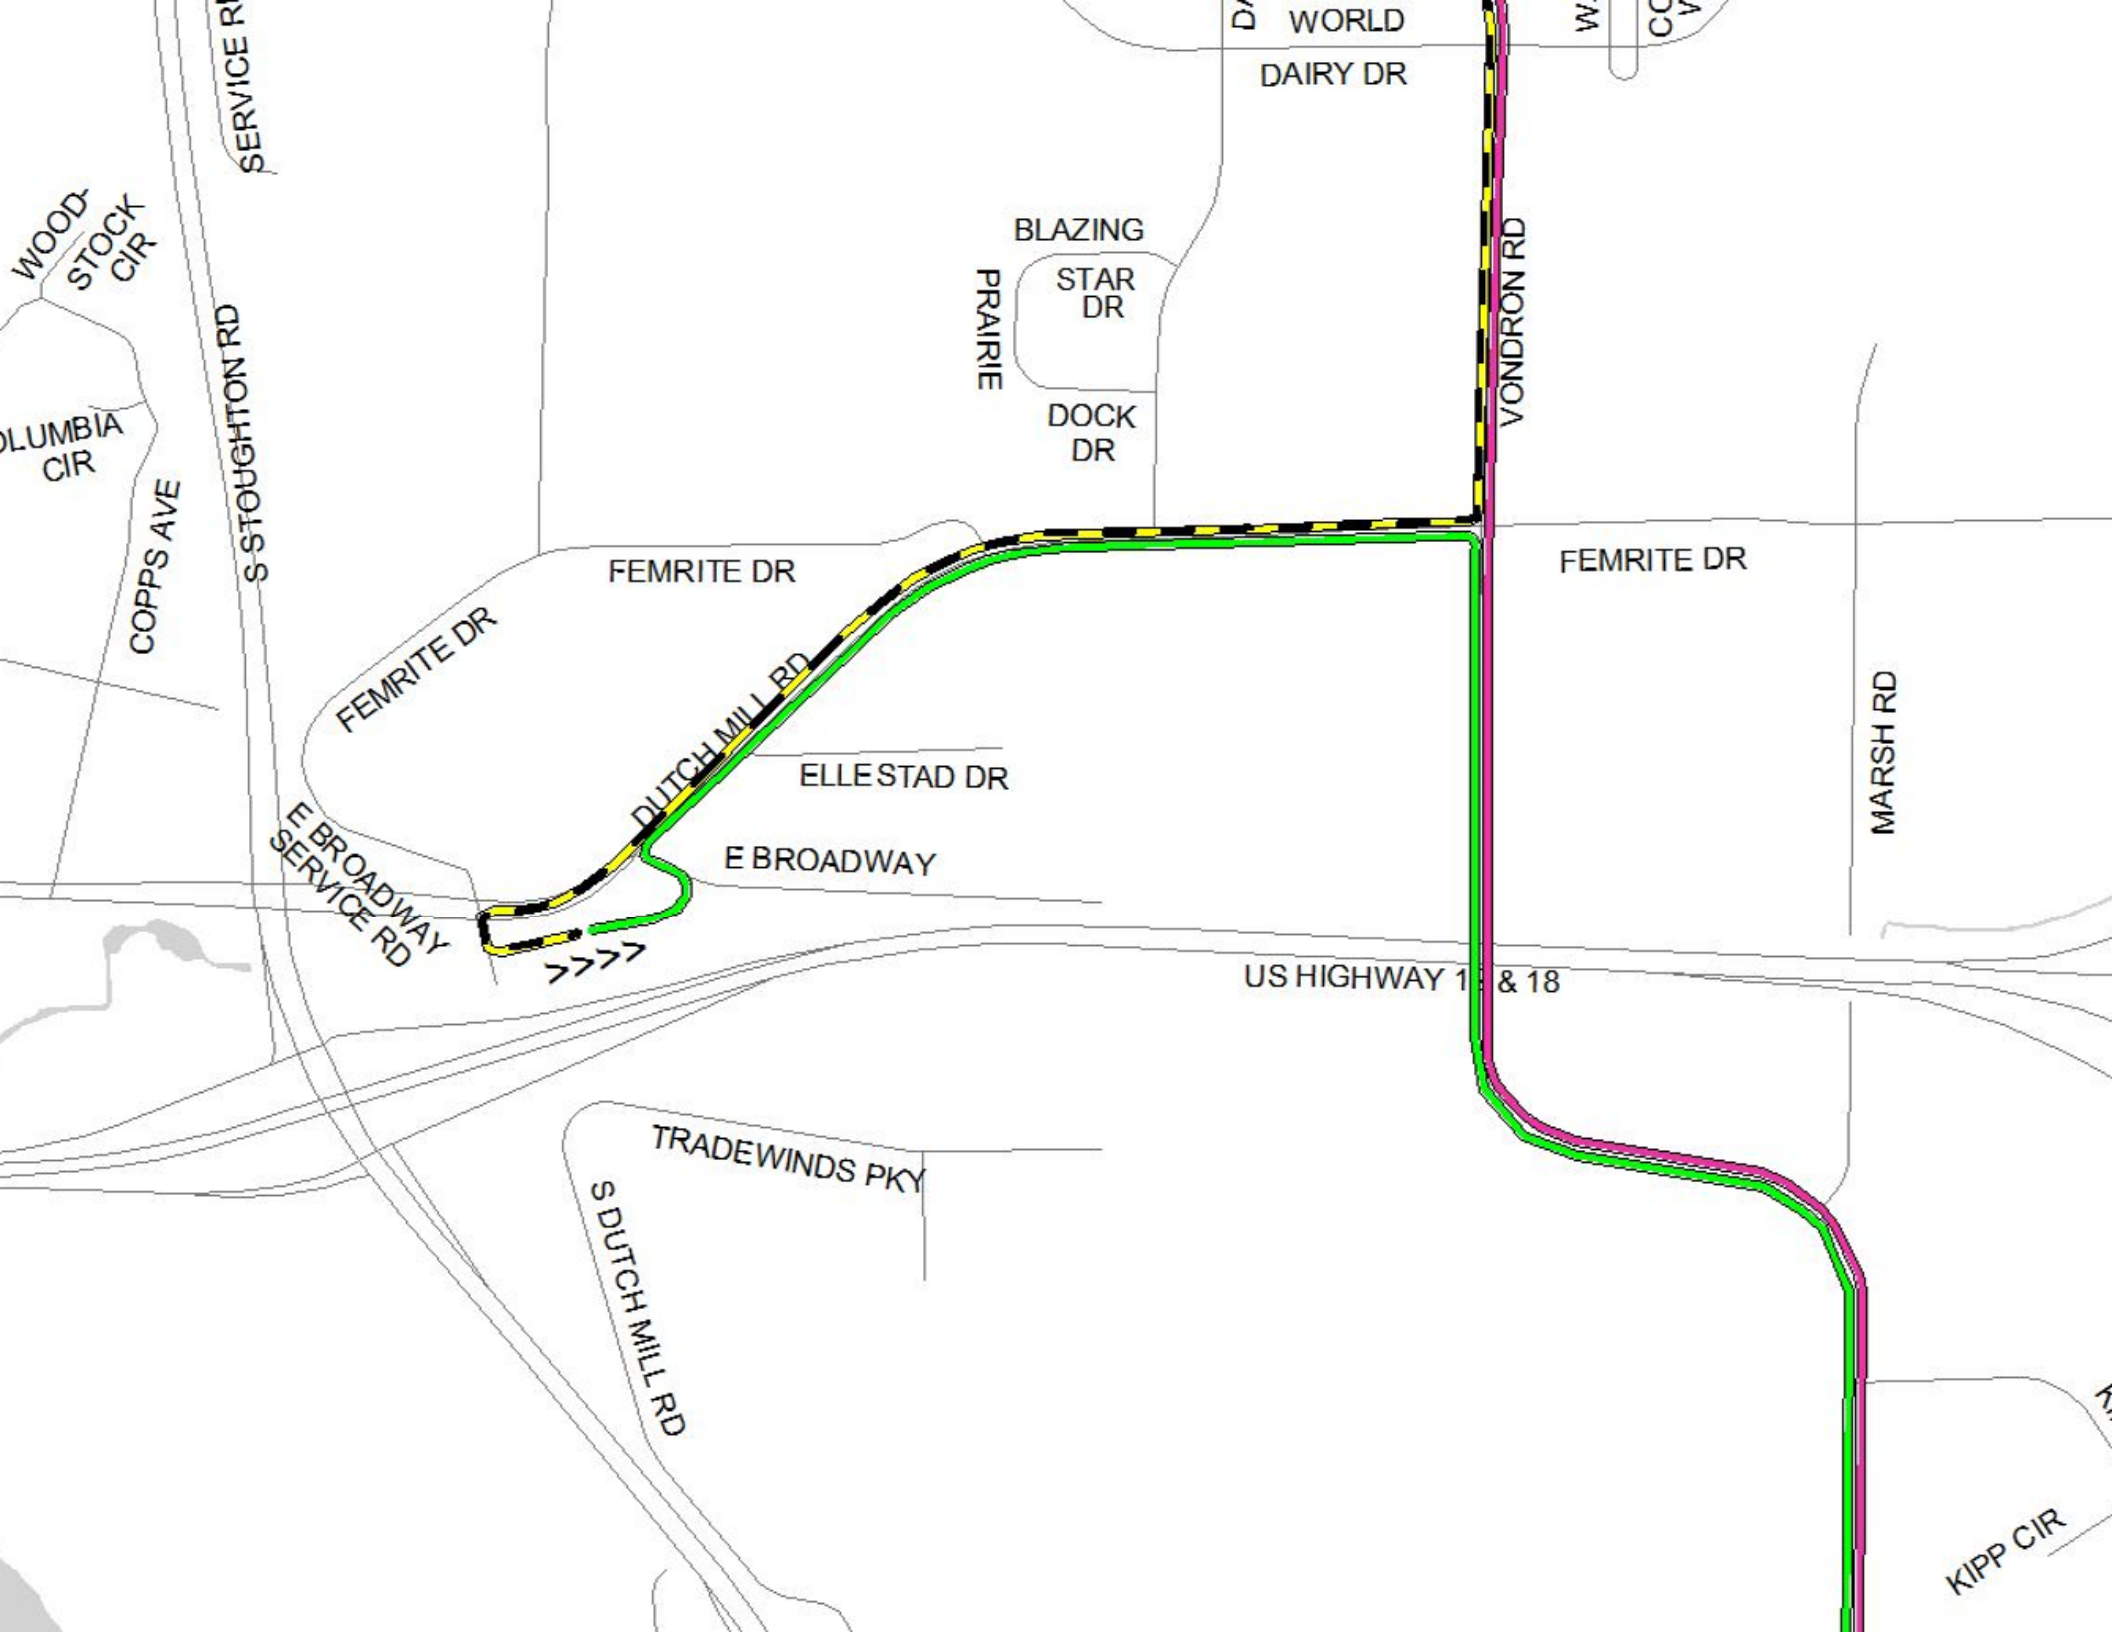 SERVICE
WORLD
DAIRY DR
WOOD-
STOCK
CIR
BLAZING
STAR
DR
PRAIRIE
DOCK
DR
VONDRON RD
S STOUGHTON RD
CIR
COPPS AVE
FEMRITE DR
FEMRITE DR
FEMRITE DR
DUTCH MILL RD
ELLESTAD DR
MARSH RD
E BROADWAY
E BROADWAY
SERVICE RD
>>>>
US HIGHWAY 1 & 18
TRADEWINDS PKY
S DUTCH MILL RD
KIPP CIR